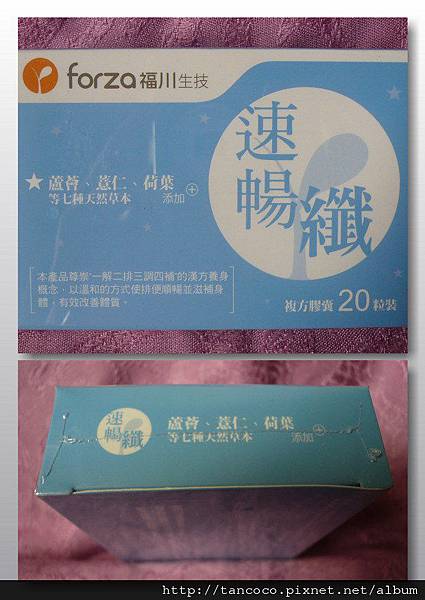 forza福川生技
速暢纖
★蘆薈、薏仁、荷葉
等七種天然草本 添加+
本產品尊崇"一解二排三調四補"的漢方養身
概念，以溫和的方式使排便順暢並滋補身
體，有效改善體質。
複方膠囊20粒裝
速暢纖
蘆薈、薏仁、荷葉
等七種天然草本 添加+
http://tancoco.pixnet.net/album